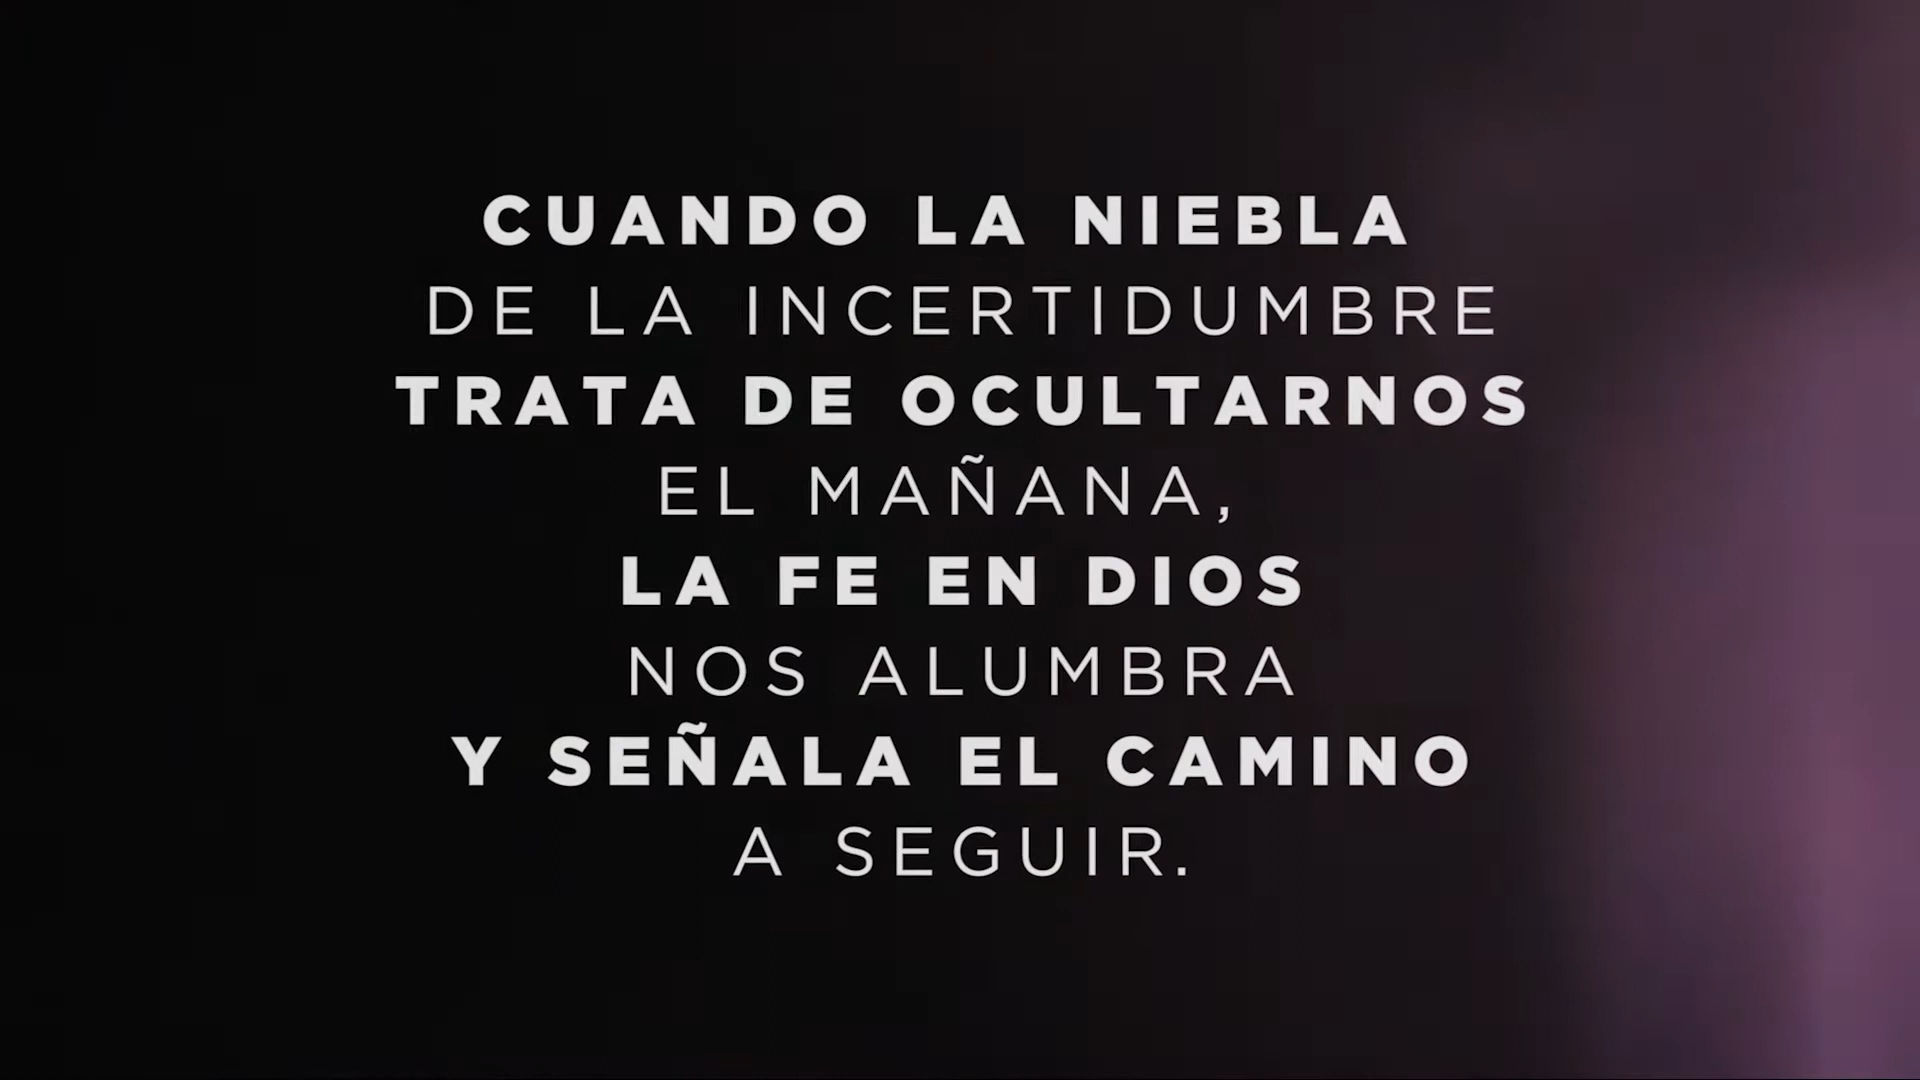 CUANDO LA NIEBLA
DE LA INCERTIDUMBRE
TRATA DE OCULTARNOS
EL MAÑANA,
LA FE EN DIOS
NOS ALUMBRA
Y SEÑALA EL CAMINO
A SEGUIR.